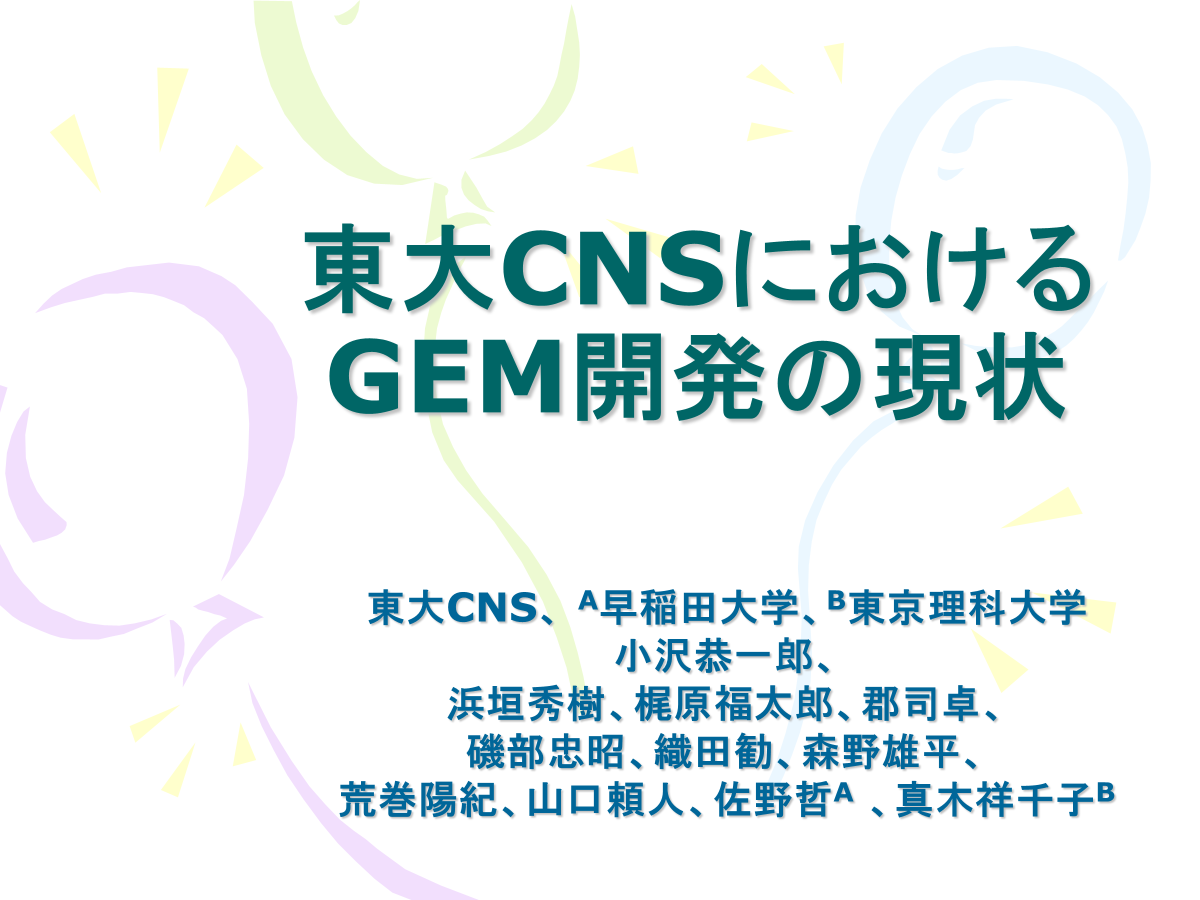 東大CNSにおける
GEM開発の現状
東大CNS、 A早稲田大学、B東京理科大学
小沢恭一郎、
浜垣秀樹、梶原福太郎、郡司卓、
磯部忠昭、織田勧、森野雄平、
荒巻陽紀、山口頼人、佐野哲A 、真木祥千子B